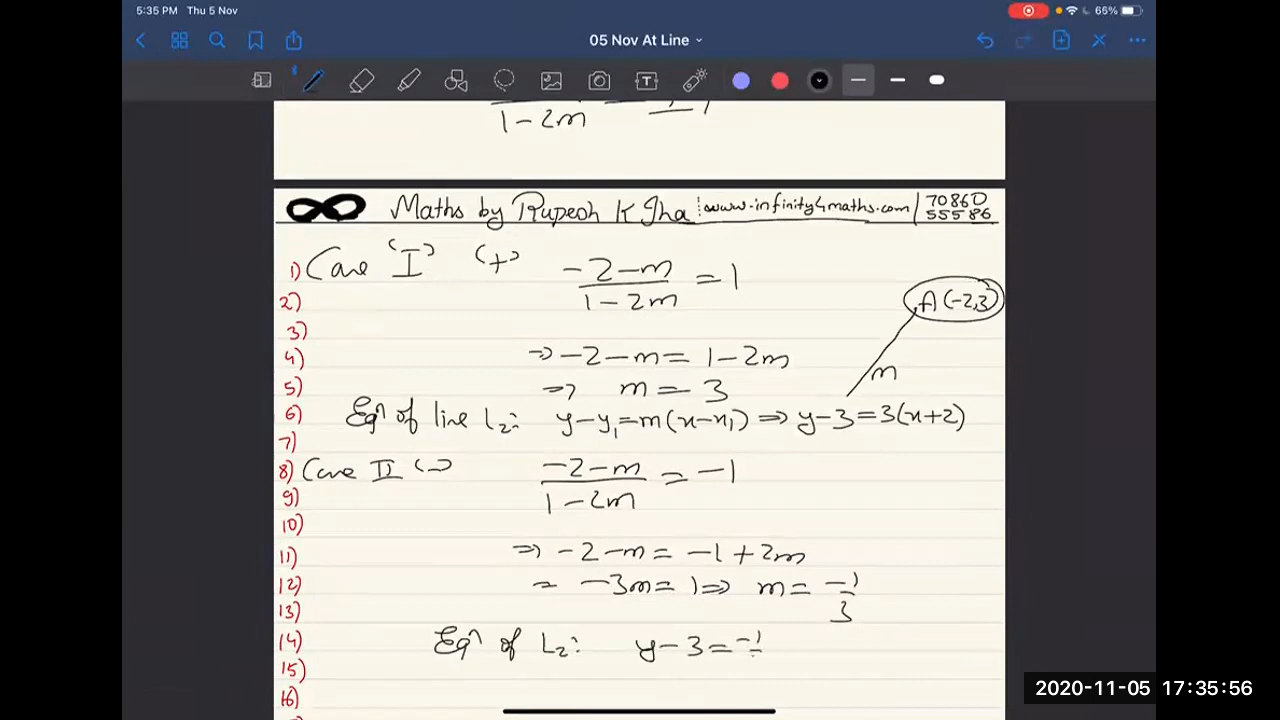 5:35 PM Thu 5 Nov 65%
05 Nov At Line
1 - 2m
Maths by Rupesh K Jha www.infinity4maths.com 70860 55586
1) Case 'I' (+) (-2-m)/(1-2m) = 1
2) A(-2,3)
3)
4) ⇒ -2-m = 1-2m m
5) ⇒ m = 3
6) Eqn of line L₂: y-y₁=m(x-x₁) ⇒ y-3=3(x+2)
7)
8) Case II (-) (-2-m)/(1-2m) = -1
9)
10)
11) ⇒ -2-m = -1+2m
12) = -3m = 1 ⇒ m = -1/3
13)
14) Eqn of L₂: y-3=-1
15)
16)
2020-11-05 17:35:56